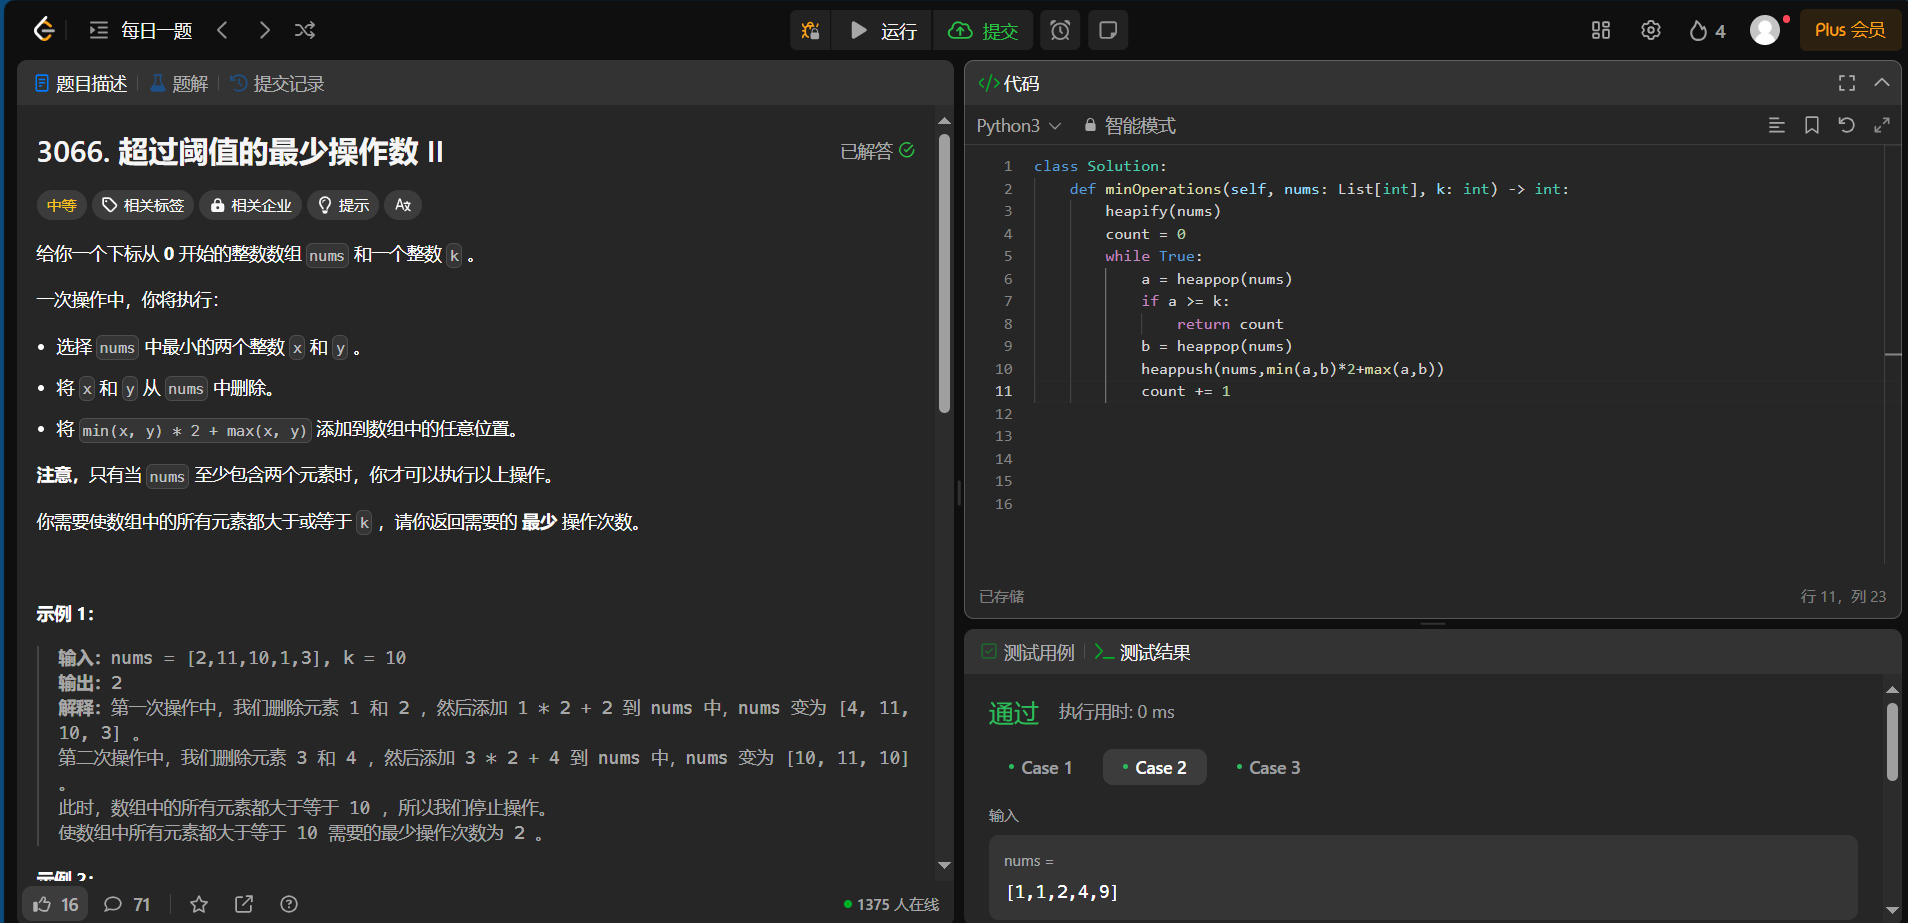 每日一题
运行
提交
4
Plus 会员
题目描述
题解
提交记录
3066. 超过阈值的最少操作数 II
已解答
中等
相关标签
相关企业
提示
给你一个下标从 0 开始的整数数组 nums 和一个整数 k 。
一次操作中，你将执行：
• 选择 nums 中最小的两个整数 x 和 y 。
• 将 x 和 y 从 nums 中删除。
• 将 min(x, y) * 2 + max(x, y) 添加到数组中的任意位置。
注意，只有当 nums 至少包含两个元素时，你才可以执行以上操作。
你需要使数组中的所有元素都大于或等于 k ，请你返回需要的 最少 操作次数。
示例 1：
输入：nums = [2,11,10,1,3], k = 10
输出：2
解释：第一次操作中，我们删除元素 1 和 2 ，然后添加 1 * 2 + 2 到 nums 中，nums 变为 [4, 11,
10, 3] 。
第二次操作中，我们删除元素 3 和 4 ，然后添加 3 * 2 + 4 到 nums 中，nums 变为 [10, 11, 10]
。
此时，数组中的所有元素都大于等于 10 ，所以我们停止操作。
使数组中所有元素都大于等于 10 需要的最少操作次数为 2 。
示例 2：
16
71
1375 人在线
</>代码
Python3
智能模式
1 class Solution:
2 def minOperations(self, nums: List[int], k: int) -> int:
3 heapify(nums)
4 count = 0
5 while True:
6 a = heappop(nums)
7 if a >= k:
8 return count
9 b = heappop(nums)
10 heappush(nums,min(a,b)*2+max(a,b))
11 count += 1
12
13
14
15
16
已存储
行 11，列 23
测试用例
测试结果
通过
执行用时: 0 ms
• Case 1
• Case 2
• Case 3
输入
nums =
[1,1,2,4,9]